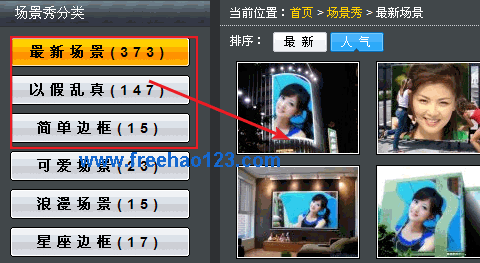 场景秀分类
最新场景(373)
以假乱真(147)
简单边框(15)
可爱场景(23)
浪漫场景(15)
星座边框(17)
当前位置：首页 > 场景秀 > 最新场景
排序： 最新 人气
www.freehao123.com